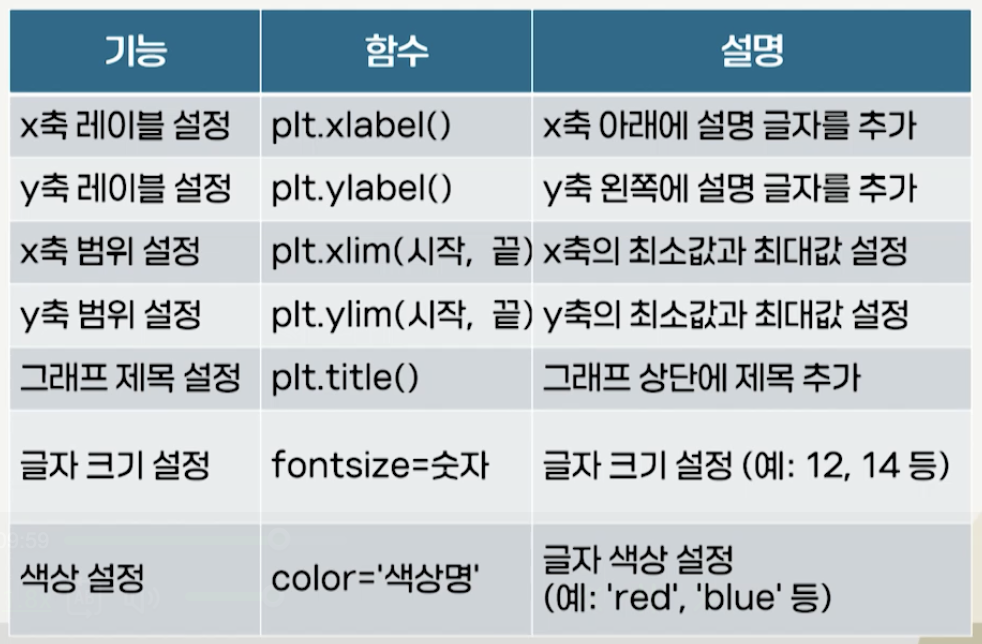 기능 함수 설명
x축 레이블 설정 plt.xlabel() x축 아래에 설명 글자를 추가
y축 레이블 설정 plt.ylabel() y축 왼쪽에 설명 글자를 추가
x축 범위 설정 plt.xlim(시작, 끝) x축의 최소값과 최대값 설정
y축 범위 설정 plt.ylim(시작, 끝) y축의 최소값과 최대값 설정
그래프 제목 설정 plt.title() 그래프 상단에 제목 추가
글자 크기 설정 fontsize=숫자 글자 크기 설정 (예: 12, 14 등)
색상 설정 color='색상명' 글자 색상 설정
(예: 'red', 'blue' 등)